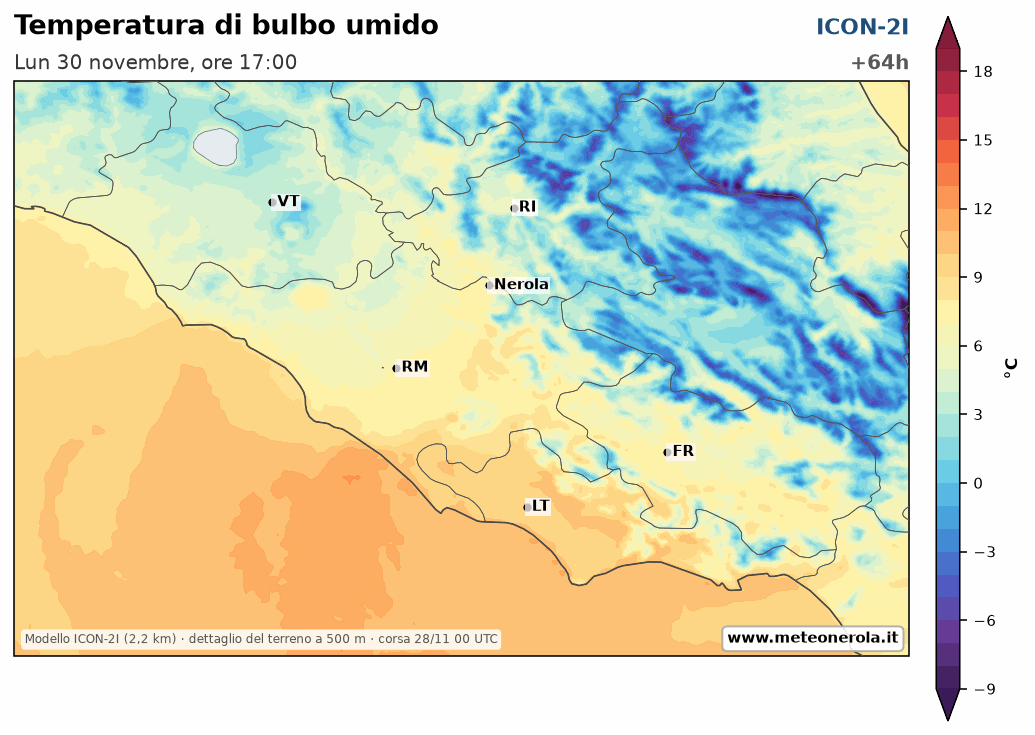 Temperatura di bulbo umido
ICON-2I
Lun 30 novembre, ore 17:00
+64h
VT
RI
Nerola
RM
FR
LT
Modello ICON-2I (2,2 km) · dettaglio del terreno a 500 m · corsa 28/11 00 UTC
www.meteonerola.it
18
15
12
9
6
3
0
−3
−6
−9
°C